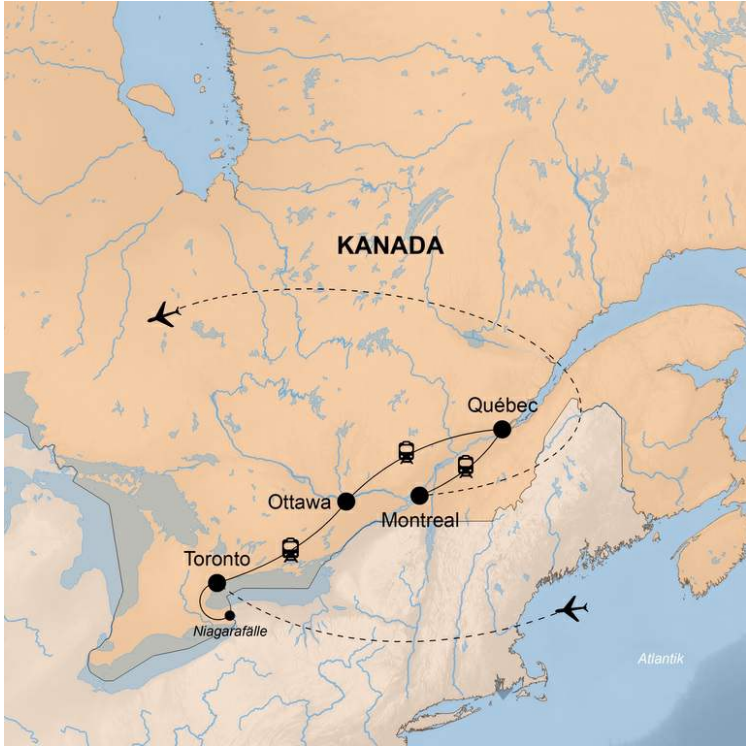 KANADA
Québec
Ottawa
Montreal
Toronto
Niagarafälle
Atlantik